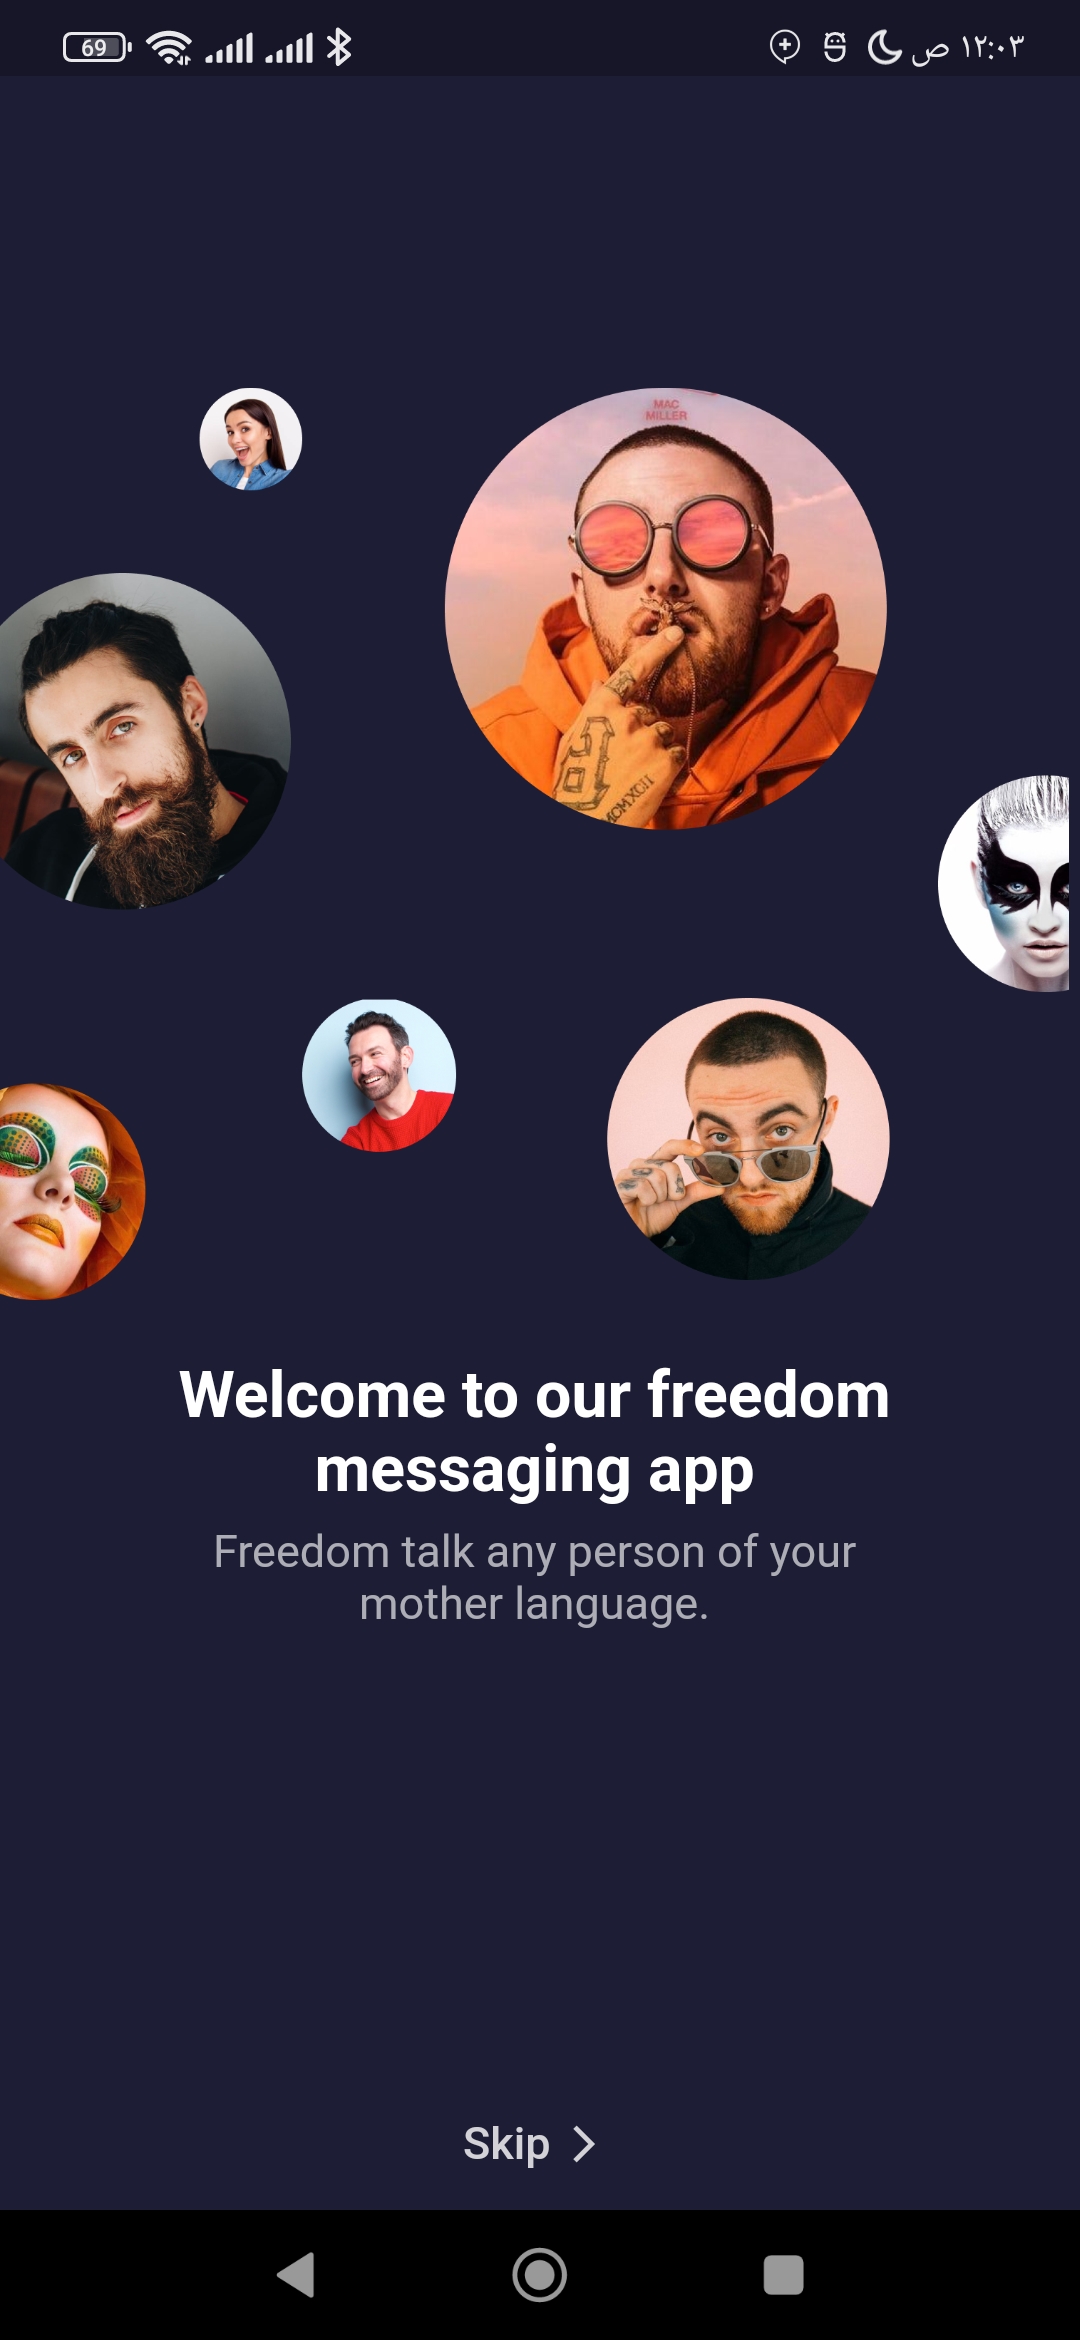 69
١٢:٠٣ ص
MAC
MILLER
MCMXCII
Welcome to our freedom
messaging app
Freedom talk any person of your
mother language.
Skip